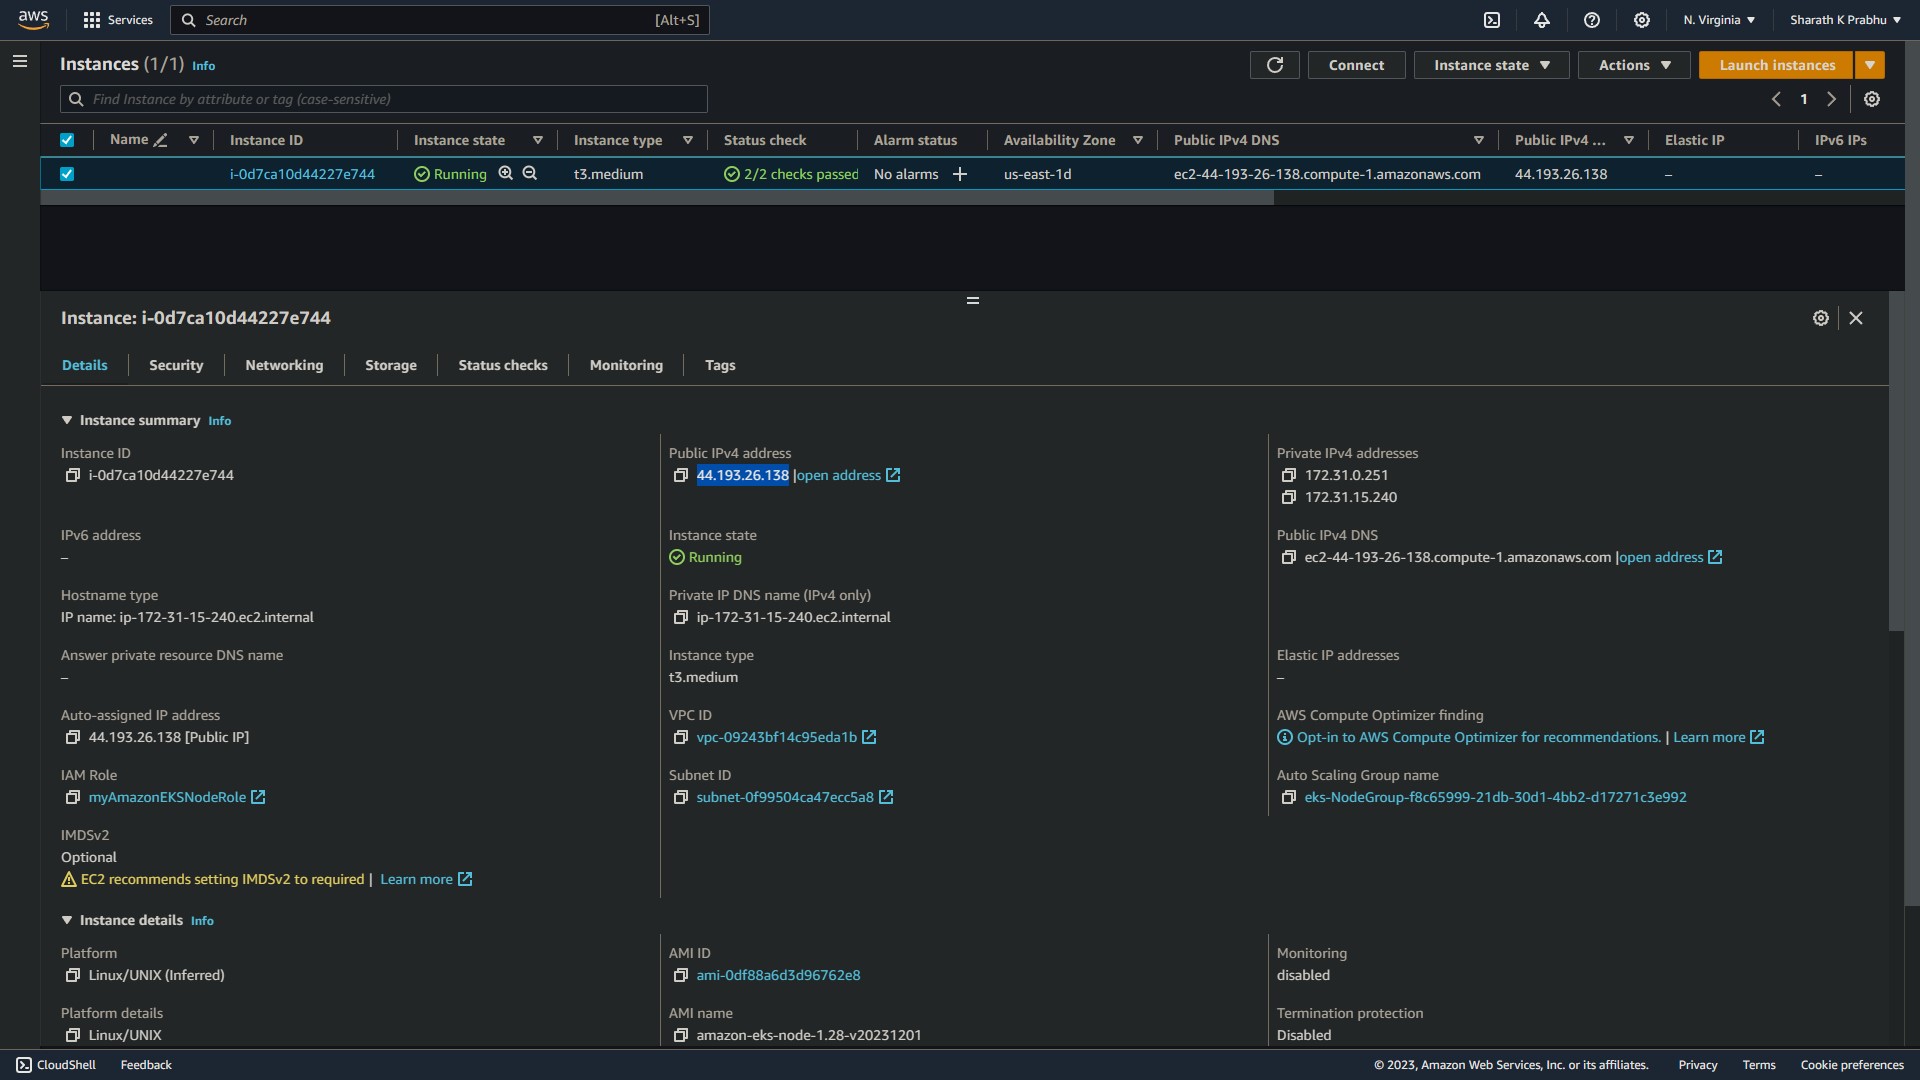 aws Services Search [Alt+S] N. Virginia Sharath K Prabhu
Instances (1/1) Info Connect Instance state Actions Launch instances
Find Instance by attribute or tag (case-sensitive) 1
Name Instance ID Instance state Instance type Status check Alarm status Availability Zone Public IPv4 DNS Public IPv4 ... Elastic IP IPv6 IPs
i-0d7ca10d44227e744 Running t3.medium 2/2 checks passed No alarms us-east-1d ec2-44-193-26-138.compute-1.amazonaws.com 44.193.26.138 – –
Instance: i-0d7ca10d44227e744
Details Security Networking Storage Status checks Monitoring Tags
Instance summary Info
Instance ID Public IPv4 address Private IPv4 addresses
i-0d7ca10d44227e744 44.193.26.138 |open address 172.31.0.251
172.31.15.240
IPv6 address Instance state Public IPv4 DNS
– Running ec2-44-193-26-138.compute-1.amazonaws.com |open address
Hostname type Private IP DNS name (IPv4 only)
IP name: ip-172-31-15-240.ec2.internal ip-172-31-15-240.ec2.internal
Answer private resource DNS name Instance type Elastic IP addresses
– t3.medium –
Auto-assigned IP address VPC ID AWS Compute Optimizer finding
44.193.26.138 [Public IP] vpc-09243bf14c95eda1b Opt-in to AWS Compute Optimizer for recommendations. | Learn more
IAM Role Subnet ID Auto Scaling Group name
myAmazonEKSNodeRole subnet-0f99504ca47ecc5a8 eks-NodeGroup-f8c65999-21db-30d1-4bb2-d17271c3e992
IMDSv2
Optional
EC2 recommends setting IMDSv2 to required | Learn more
Instance details Info
Platform AMI ID Monitoring
Linux/UNIX (Inferred) ami-0df88a6d3d96762e8 disabled
Platform details AMI name Termination protection
Linux/UNIX amazon-eks-node-1.28-v20231201 Disabled
CloudShell Feedback © 2023, Amazon Web Services, Inc. or its affiliates. Privacy Terms Cookie preferences